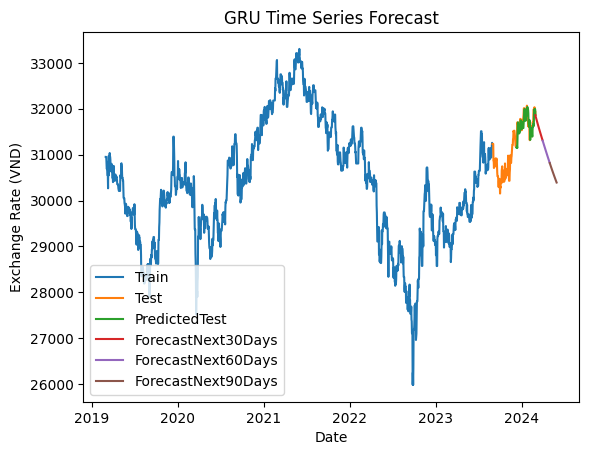 GRU Time Series Forecast
Exchange Rate (VND)
33000
32000
31000
30000
29000
28000
27000
26000
Train
Test
PredictedTest
ForecastNext30Days
ForecastNext60Days
ForecastNext90Days
2019 2020 2021 2022 2023 2024
Date